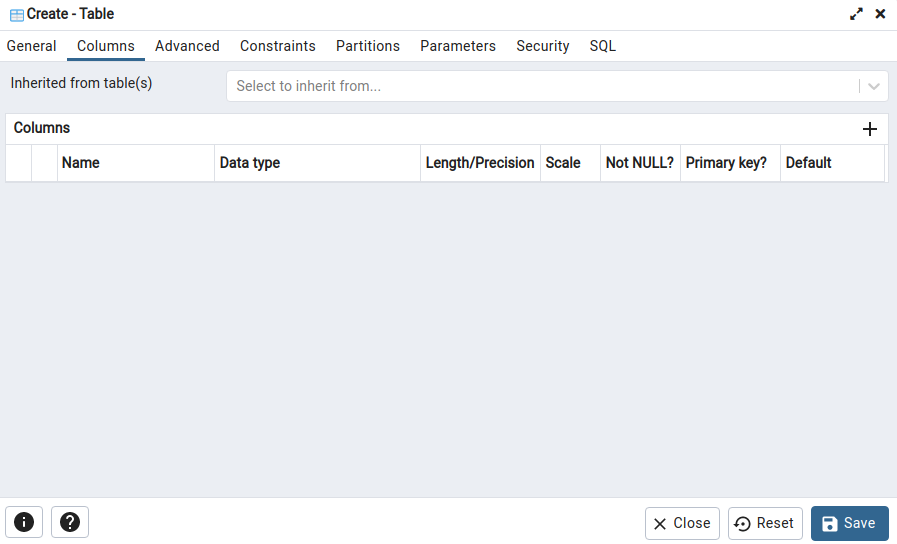 Create - Table
General Columns Advanced Constraints Partitions Parameters Security SQL
Inherited from table(s) Select to inherit from...
Columns
Name Data type Length/Precision Scale Not NULL? Primary key? Default
Close Reset Save